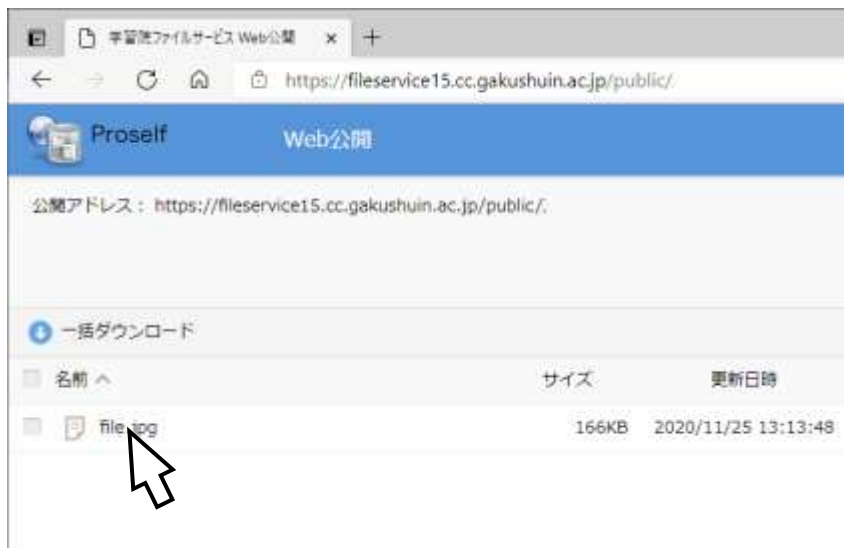 学習院ファイルサービス Web公開
https://fileservice15.cc.gakushuin.ac.jp/public/
Proself Web公開
公開アドレス： https://fileservice15.cc.gakushuin.ac.jp/public/.
一括ダウンロード
名前 サイズ 更新日時
file.jpg 166KB 2020/11/25 13:13:48